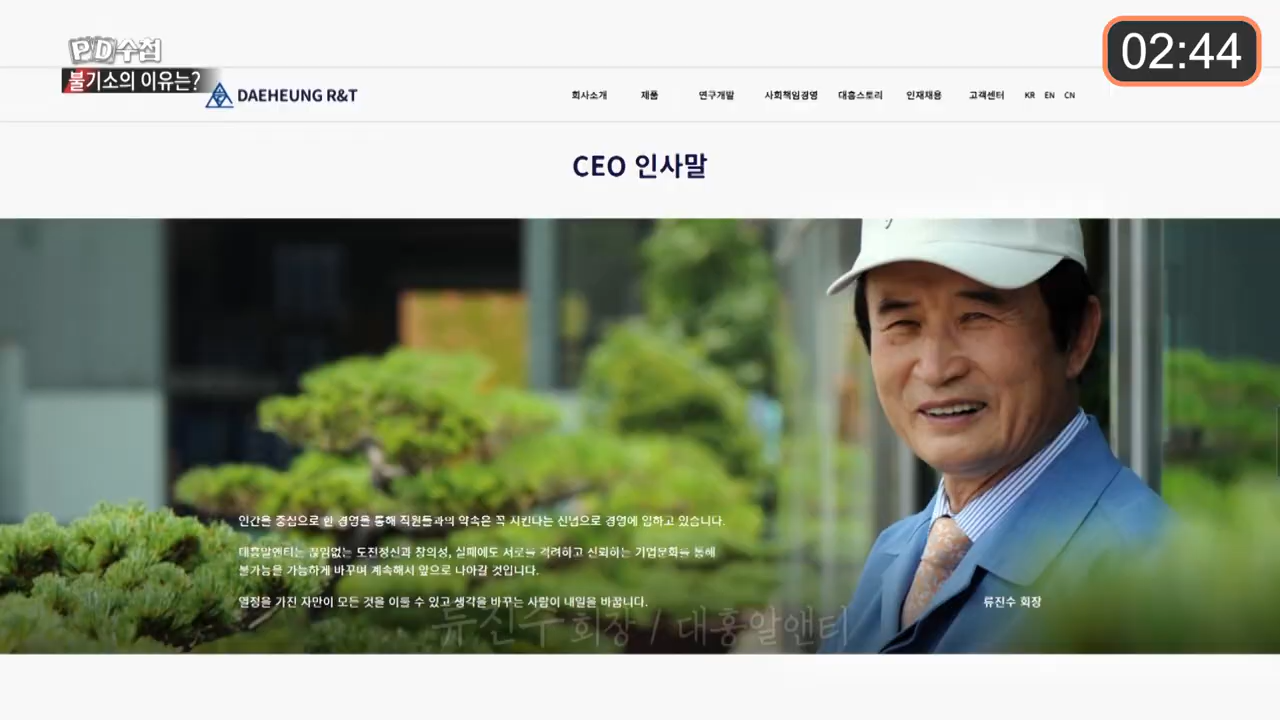 PD수첩
불기소의 이유는?
02:44
DAEHEUNG R&T
회사소개 제품 연구개발 사회책임경영 대흥스토리 인재채용 고객센터 KR EN CN
CEO 인사말
인간을 중심으로 한 경영을 통해 직원들과의 약속은 꼭 지킨다는 신념으로 경영에 임하고 있습니다.
대흥알앤티는 끊임없는 도전정신과 창의성, 실패에도 서로를 격려하고 신뢰하는 기업문화를 통해
불가능은 가능하게 바꾸며 계속해서 앞으로 나아갈 것입니다.
열정을 가진 자만이 모든 것을 이룰 수 있고 생각을 바꾸는 사람이 내일을 바꿉니다.
류진수 회장
류진수 회장 / 대흥알앤티